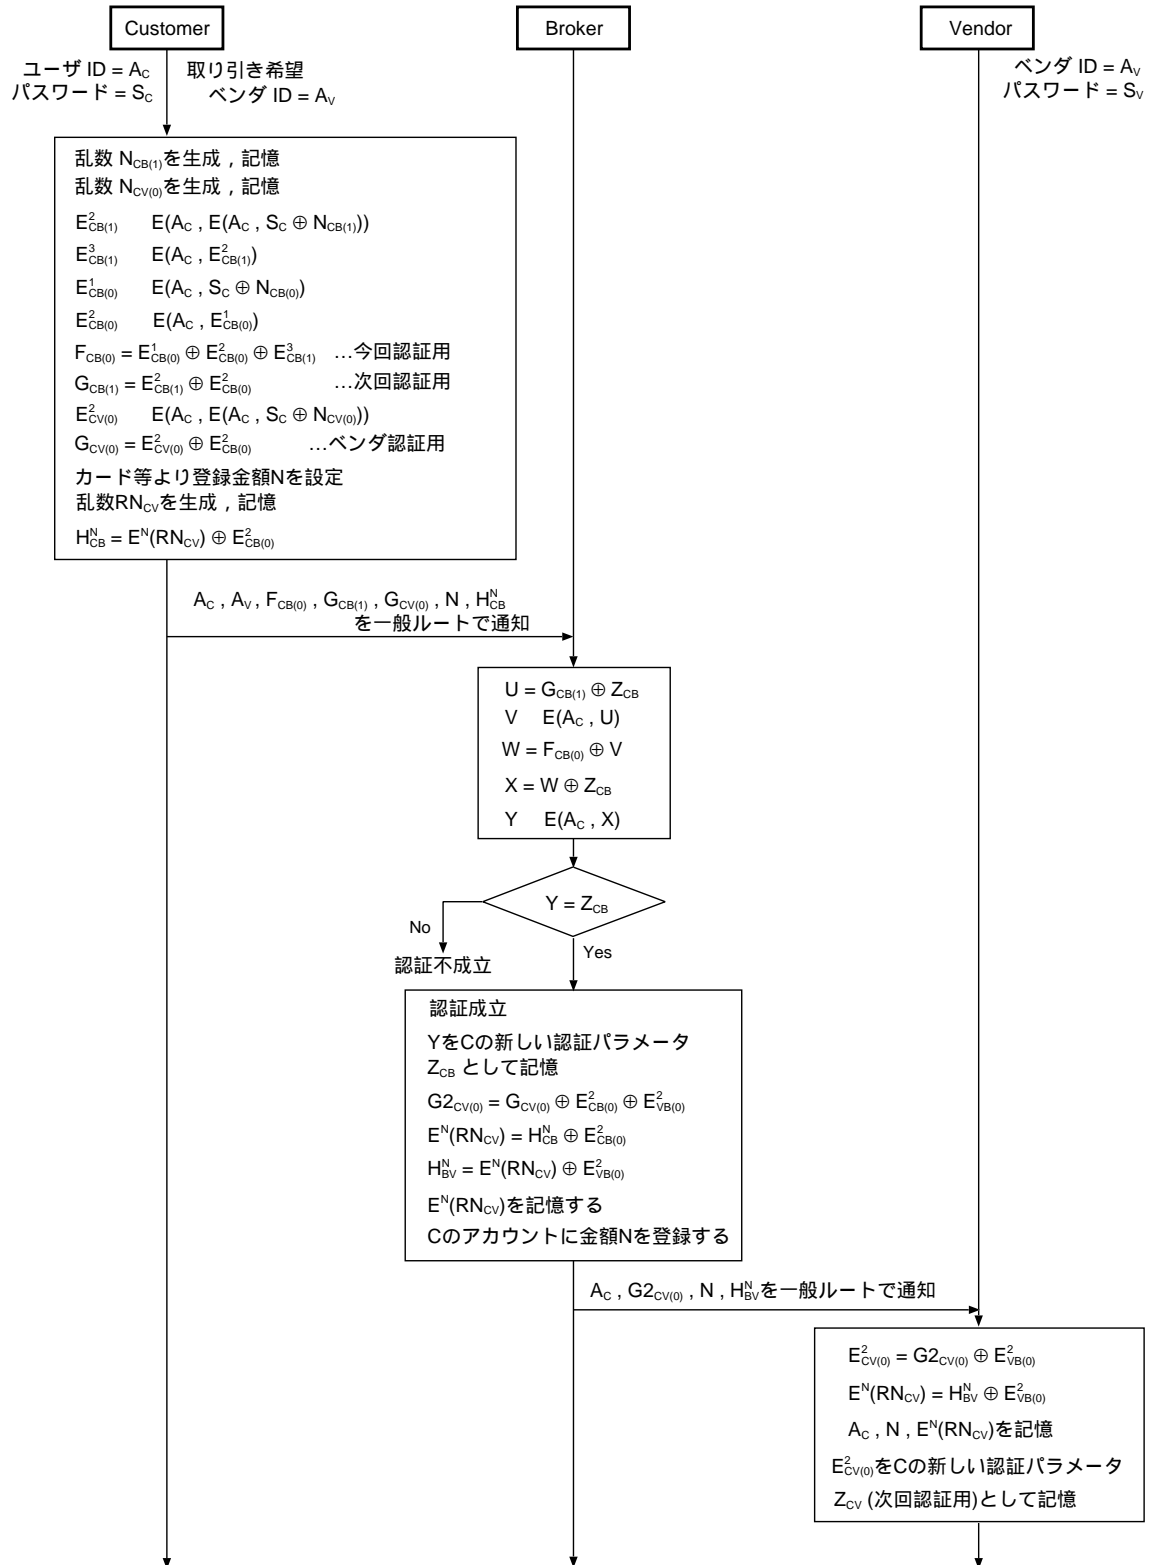 Customer
Broker
Vendor
ユーザ ID = A_C
パスワード = S_C
取り引き希望
ベンダ ID = A_V
ベンダ ID = A_V
パスワード = S_V
乱数 N_CB(1)を生成 , 記憶
乱数 N_CV(0)を生成 , 記憶
E²_CB(1) E(A_C , E(A_C , S_C ⊕ N_CB(1)))
E³_CB(1) E(A_C , E²_CB(1))
E¹_CB(0) E(A_C , S_C ⊕ N_CB(0))
E²_CB(0) E(A_C , E¹_CB(0))
F_CB(0) = E¹_CB(0) ⊕ E²_CB(0) ⊕ E³_CB(1) …今回認証用
G_CB(1) = E²_CB(1) ⊕ E²_CB(0) …次回認証用
E²_CV(0) E(A_C , E(A_C , S_C ⊕ N_CV(0)))
G_CV(0) = E²_CV(0) ⊕ E²_CB(0) …ベンダ認証用
カード等より登録金額Nを設定
乱数RN_CVを生成 , 記憶
H^N_CB = E^N(RN_CV) ⊕ E²_CB(0)
A_C , A_V , F_CB(0) , G_CB(1) , G_CV(0) , N , H^N_CB
を一般ルートで通知
U = G_CB(1) ⊕ Z_CB
V E(A_C , U)
W = F_CB(0) ⊕ V
X = W ⊕ Z_CB
Y E(A_C , X)
Y = Z_CB
No
Yes
認証不成立
認証成立
YをCの新しい認証パラメータ
Z_CB として記憶
G2_CV(0) = G_CV(0) ⊕ E²_CB(0) ⊕ E²_VB(0)
E^N(RN_CV) = H^N_CB ⊕ E²_CB(0)
H^N_BV = E^N(RN_CV) ⊕ E²_VB(0)
E^N(RN_CV)を記憶する
Cのアカウントに金額Nを登録する
A_C , G2_CV(0) , N , H^N_BVを一般ルートで通知
E²_CV(0) = G2_CV(0) ⊕ E²_VB(0)
E^N(RN_CV) = H^N_BV ⊕ E²_VB(0)
A_C , N , E^N(RN_CV)を記憶
E²_CV(0)をCの新しい認証パラメータ
Z_CV (次回認証用)として記憶